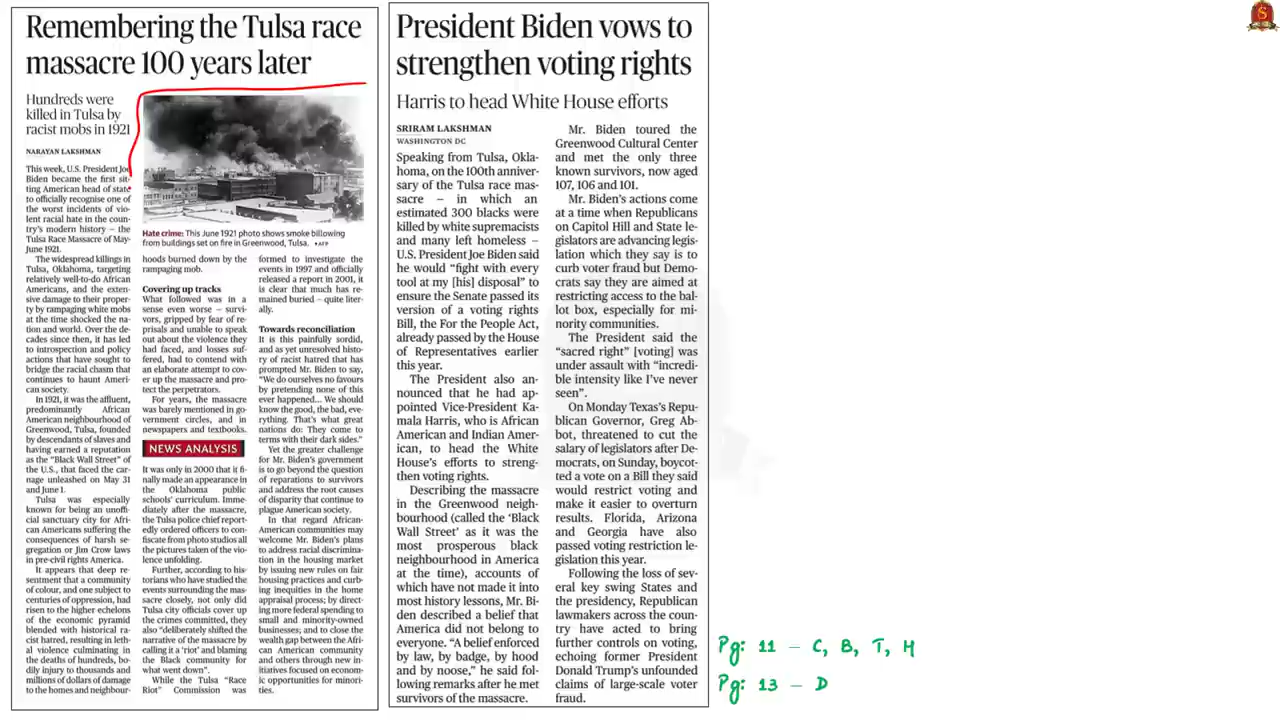 Remembering the Tulsa race
massacre 100 years later
Hundreds were
killed in Tulsa by
racist mobs in 1921
NARAYAN LAKSHMAN
This week, U.S. President Joe
Biden became the first sit-
ting American head of state
to officially recognise one of
the worst incidents of vio-
lent racial hate in the coun-
try's modern history – the
Tulsa Race Massacre of May-
June 1921.
The widespread killings in
Tulsa, Oklahoma, targeting
relatively well-to-do African
Americans, and the exten-
sive damage to their proper-
ty by rampaging white mobs
at the time shocked the na-
tion and world. Over the de-
cades since then, it has led
to introspection and policy
actions that have sought to
bridge the racial chasm that
continues to haunt Ameri-
can society.
In 1921, it was the affluent,
predominantly African
American neighbourhood of
Greenwood, Tulsa, founded
by descendants of slaves and
having earned a reputation
as the "Black Wall Street" of
the U.S., that faced the car-
nage unleashed on May 31
and June 1.
Tulsa was especially
known for being an unoffi-
cial sanctuary city for Afri-
can Americans suffering the
consequences of harsh se-
gregation or Jim Crow laws
in pre-civil rights America.
It appears that deep re-
sentment that a community
of colour, and one subject to
centuries of oppression, had
risen to the higher echelons
of the economic pyramid
blended with historical ra-
cist hatred, resulting in leth-
al violence culminating in
the deaths of hundreds, bo-
dily injury to thousands and
millions of dollars of damage
to the homes and neighbour-
Hate crime: This June 1921 photo shows smoke billowing
from buildings set on fire in Greenwood, Tulsa. • AFP
hoods burned down by the
rampaging mob.
Covering up tracks
What followed was in a
sense even worse – survi-
vors, gripped by fear of re-
prisals and unable to speak
out about the violence they
had faced, and losses suf-
fered, had to contend with
an elaborate attempt to cov-
er up the massacre and pro-
tect the perpetrators.
For years, the massacre
was barely mentioned in go-
vernment circles, and in
newspapers and textbooks.
NEWS ANALYSIS
It was only in 2000 that it fi-
nally made an appearance in
the Oklahoma public
schools' curriculum. Imme-
diately after the massacre,
the Tulsa police chief report-
edly ordered officers to con-
fiscate from photo studios all
the pictures taken of the vio-
lence unfolding.
Further, according to his-
torians who have studied the
events surrounding the mas-
sacre closely, not only did
Tulsa city officials cover up
the crimes committed, they
also "deliberately shifted the
narrative of the massacre by
calling it a 'riot' and blaming
the Black community for
what went down".
While the Tulsa "Race
Riot" Commission was
formed to investigate the
events in 1997 and officially
released a report in 2001, it
is clear that much has re-
mained buried – quite liter-
ally.
Towards reconciliation
It is this painfully sordid,
and as yet unresolved histo-
ry of racist hatred that has
prompted Mr. Biden to say,
"We do ourselves no favours
by pretending none of this
ever happened... We should
know the good, the bad, eve-
rything. That's what great
nations do: They come to
terms with their dark sides."
Yet the greater challenge
for Mr. Biden's government
is to go beyond the question
of reparations to survivors
and address the root causes
of disparity that continue to
plague American society.
In that regard African-
American communities may
welcome Mr. Biden's plans
to address racial discrimina-
tion in the housing market
by issuing new rules on fair
housing practices and curb-
ing inequities in the home
appraisal process; by direct-
ing more federal spending to
small and minority-owned
businesses; and to close the
wealth gap between the Afri-
can American community
and others through new in-
itiatives focused on econom-
ic opportunities for minori-
ties.
President Biden vows to
strengthen voting rights
Harris to head White House efforts
SRIRAM LAKSHMAN
WASHINGTON DC
Speaking from Tulsa, Okla-
homa, on the 100th anniver-
sary of the Tulsa race mas-
sacre – in which an
estimated 300 blacks were
killed by white supremacists
and many left homeless –
U.S. President Joe Biden said
he would "fight with every
tool at my [his] disposal" to
ensure the Senate passed its
version of a voting rights
Bill, the For the People Act,
already passed by the House
of Representatives earlier
this year.
The President also an-
nounced that he had ap-
pointed Vice-President Ka-
mala Harris, who is African
American and Indian Amer-
ican, to head the White
House's efforts to streng-
then voting rights.
Describing the massacre
in the Greenwood neigh-
bourhood (called the 'Black
Wall Street' as it was the
most prosperous black
neighbourhood in America
at the time), accounts of
which have not made it into
most history lessons, Mr. Bi-
den described a belief that
America did not belong to
everyone. "A belief enforced
by law, by badge, by hood
and by noose," he said fol-
lowing remarks after he met
survivors of the massacre.
Mr. Biden toured the
Greenwood Cultural Center
and met the only three
known survivors, now aged
107, 106 and 101.
Mr. Biden's actions come
at a time when Republicans
on Capitol Hill and State le-
gislators are advancing legis-
lation which they say is to
curb voter fraud but Demo-
crats say they are aimed at
restricting access to the bal-
lot box, especially for mi-
nority communities.
The President said the
"sacred right" [voting] was
under assault with "incredi-
ble intensity like I've never
seen".
On Monday Texas's Repu-
blican Governor, Greg Ab-
bot, threatened to cut the
salary of legislators after De-
mocrats, on Sunday, boycot-
ted a vote on a Bill they said
would restrict voting and
make it easier to overturn
results. Florida, Arizona
and Georgia have also
passed voting restriction le-
gislation this year.
Following the loss of sev-
eral key swing States and
the presidency, Republican
lawmakers across the coun-
try have acted to bring
further controls on voting,
echoing former President
Donald Trump's unfounded
claims of large-scale voter
fraud.
Pg: 11 – C, B, T, H
Pg: 13 – D